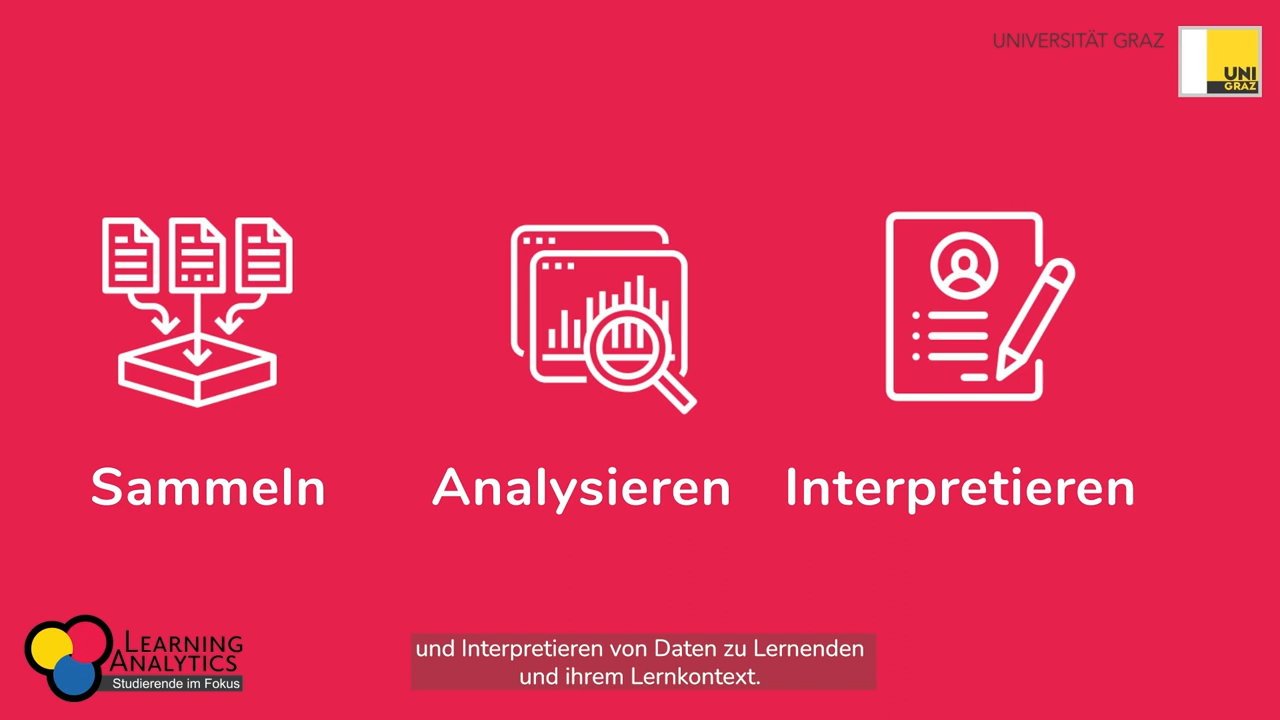 UNIVERSITÄT GRAZ
UNI
GRAZ
Sammeln Analysieren Interpretieren
LEARNING
ANALYTICS
Studierende im Fokus
und Interpretieren von Daten zu Lernenden
und ihrem Lernkontext.